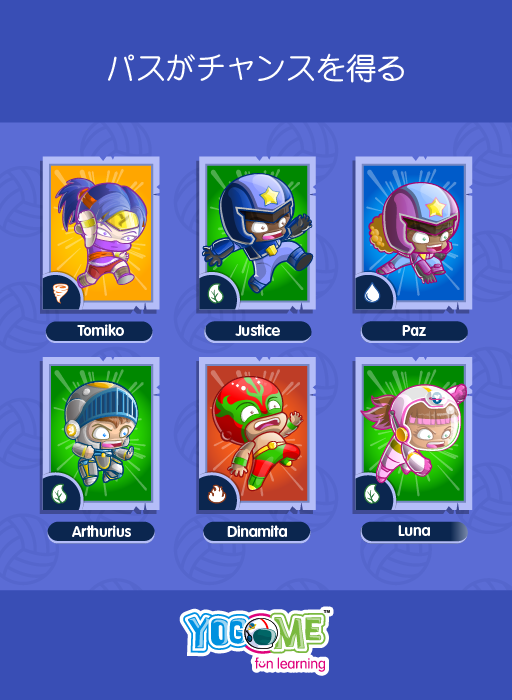 パスがチャンスを得る
Tomiko
Justice
Paz
Arthurius
Dinamita
Luna
YOGOME™
fun learning